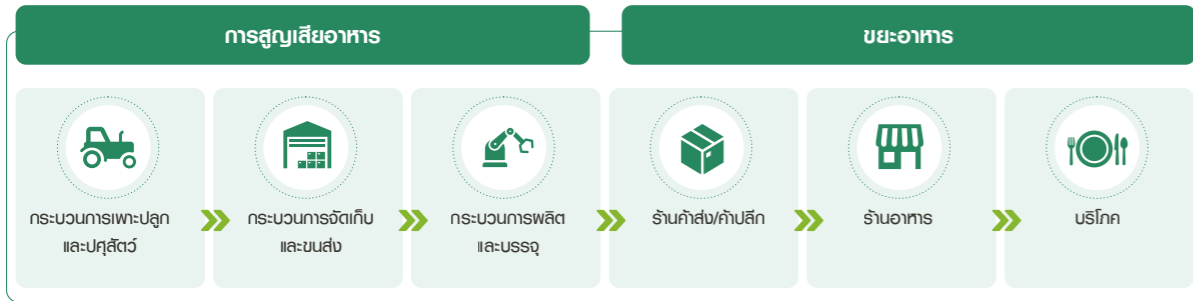 การสูญเสียอาหาร
ขยะอาหาร
กระบวนการเพาะปลูก
และปศุสัตว์
กระบวนการจัดเก็บ
และขนส่ง
กระบวนการผลิต
และบรรจุ
ร้านค้าส่ง/ค้าปลีก
ร้านอาหาร
บริโภค